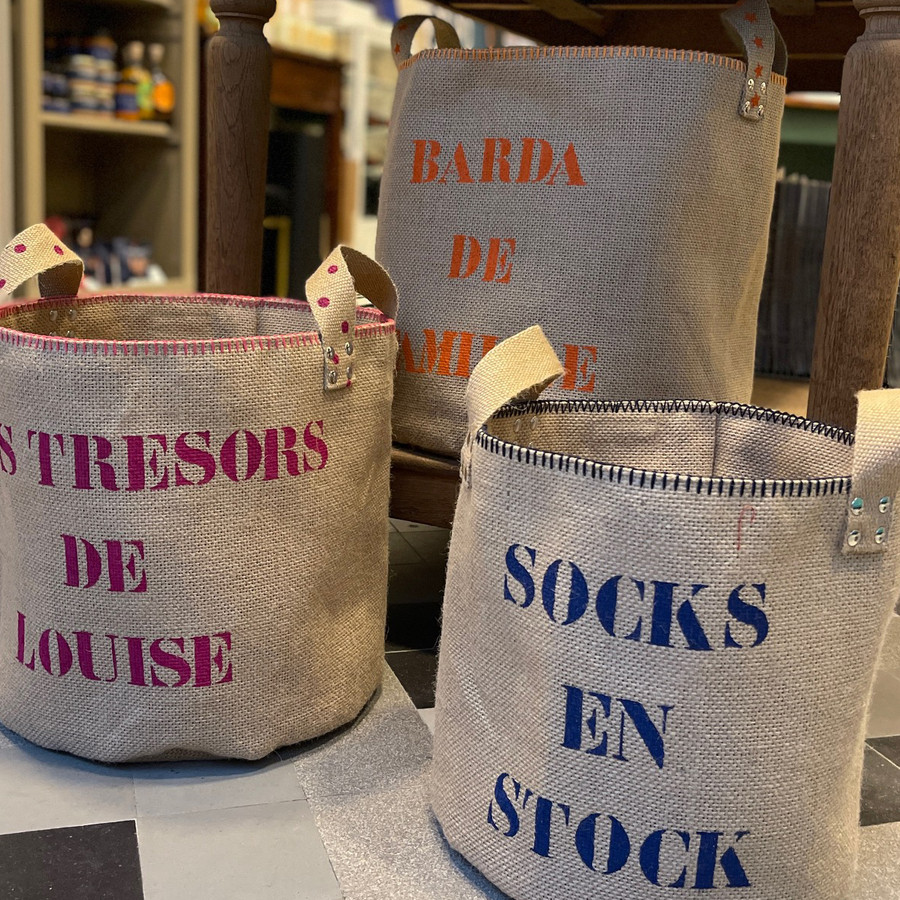 BARDA
DE
S TRESORS
DE
LOUISE
SOCKS
EN
STOCK